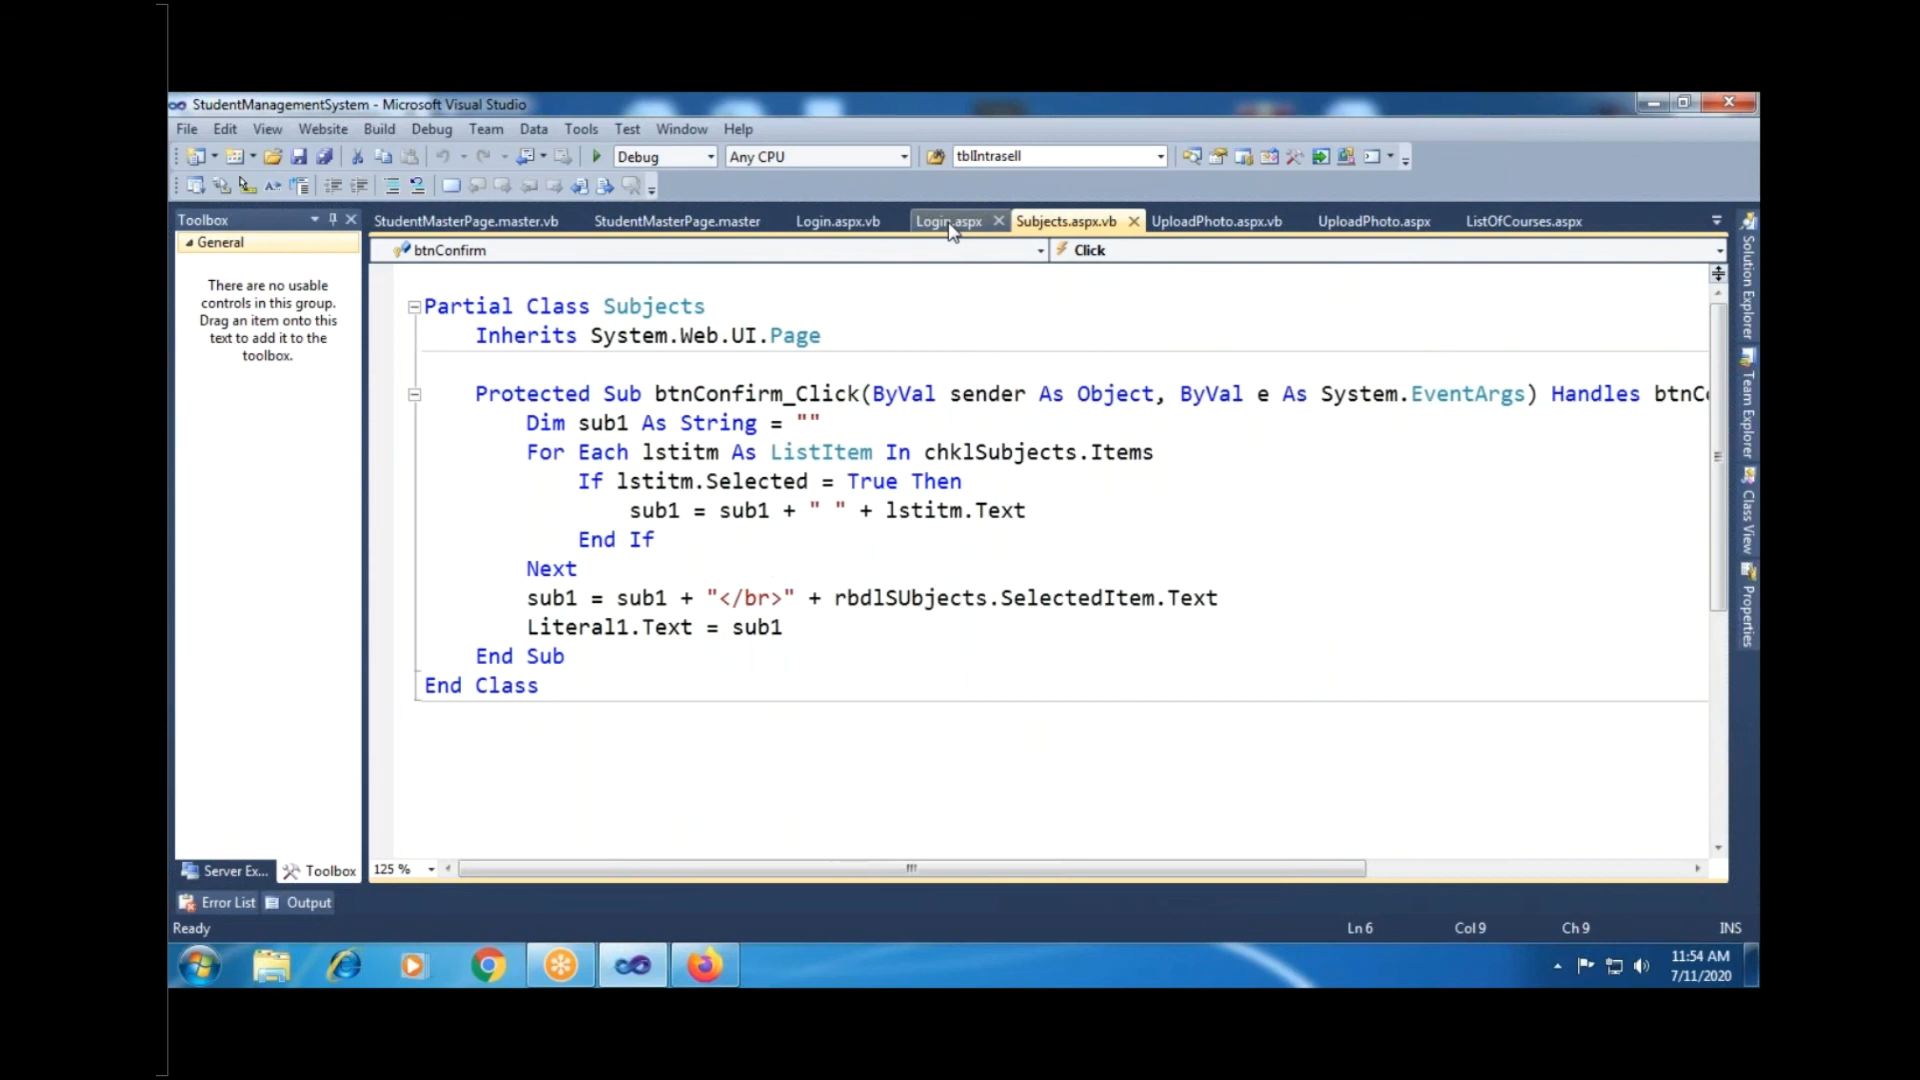 StudentManagementSystem - Microsoft Visual Studio
File Edit View Website Build Debug Team Data Tools Test Window Help
Debug Any CPU tblIntrasell
Toolbox
StudentMasterPage.master.vb StudentMasterPage.master Login.aspx.vb Login.aspx Subjects.aspx.vb UploadPhoto.aspx.vb UploadPhoto.aspx ListOfCourses.aspx
General
btnConfirm Click
There are no usable
controls in this group.
Drag an item onto this
text to add it to the
toolbox.
Partial Class Subjects
Inherits System.Web.UI.Page
Protected Sub btnConfirm_Click(ByVal sender As Object, ByVal e As System.EventArgs) Handles btnCo
Dim sub1 As String = ""
For Each lstitm As ListItem In chklSubjects.Items
If lstitm.Selected = True Then
sub1 = sub1 + " " + lstitm.Text
End If
Next
sub1 = sub1 + "</br>" + rbdlSUbjects.SelectedItem.Text
Literal1.Text = sub1
End Sub
End Class
Solution Explorer
Team Explorer
Class View
Properties
Server Ex... Toolbox
125 %
Error List Output
Ready Ln 6 Col 9 Ch 9 INS
11:54 AM
7/11/2020